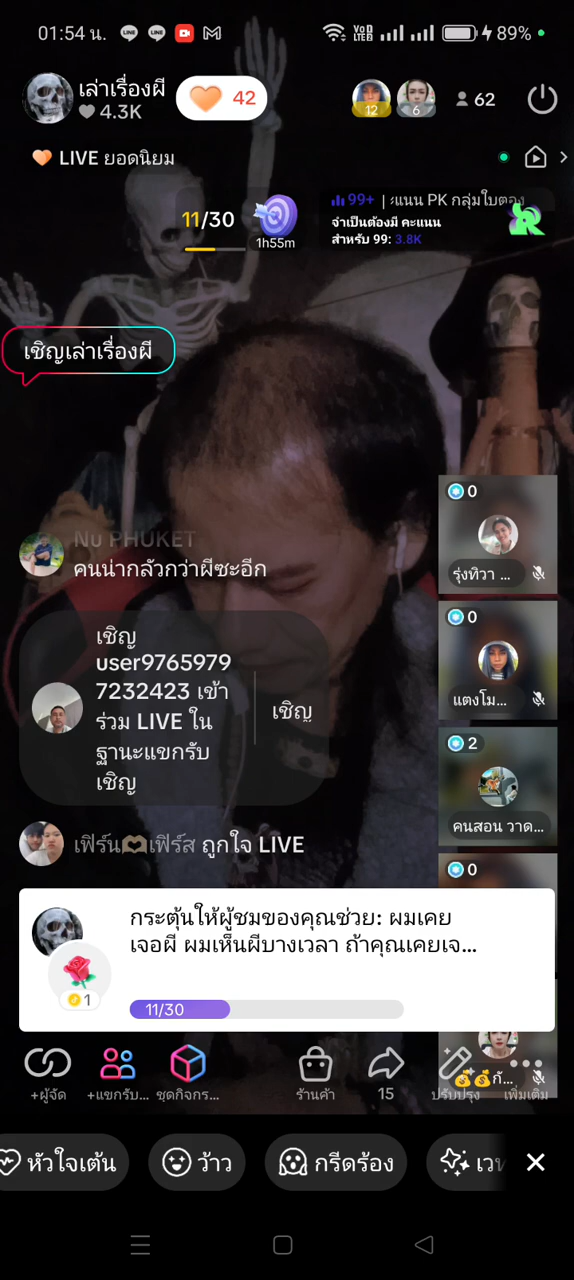 01:54 น.
LINE LINE
VoD LTE2
89%
เล่าเรื่องผี
4.3K
42
12
6
62
LIVE ยอดนิยม
11/30
1h55m
99+ | ะแนน PK กลุ่มใบตอง
จำเป็นต้องมี คะแนน
สำหรับ 99: 3.8K
เชิญเล่าเรื่องผี
Nu PHUKET
คนน่ากลัวกว่าผีซะอีก
เชิญ
user9765979
7232423 เข้า
ร่วม LIVE ใน
ฐานะแขกรับ
เชิญ
เชิญ
เฟิร์น🫶🏽เฟิร์ส ถูกใจ LIVE
0
รุ่งทิวา ...
0
แตงโม...
2
คนสอน วาด...
0
กระตุ้นให้ผู้ชมของคุณช่วย: ผมเคย
เจอผี ผมเห็นผีบางเวลา ถ้าคุณเคยเจ...
1
11/30
💰💰กั...
+ผู้จัด
+แขกรับ...
ชุดกิจกร...
ร้านค้า
15
ปรับปรุง
เพิ่มเติม
หัวใจเต้น
ว้าว
กรีดร้อง